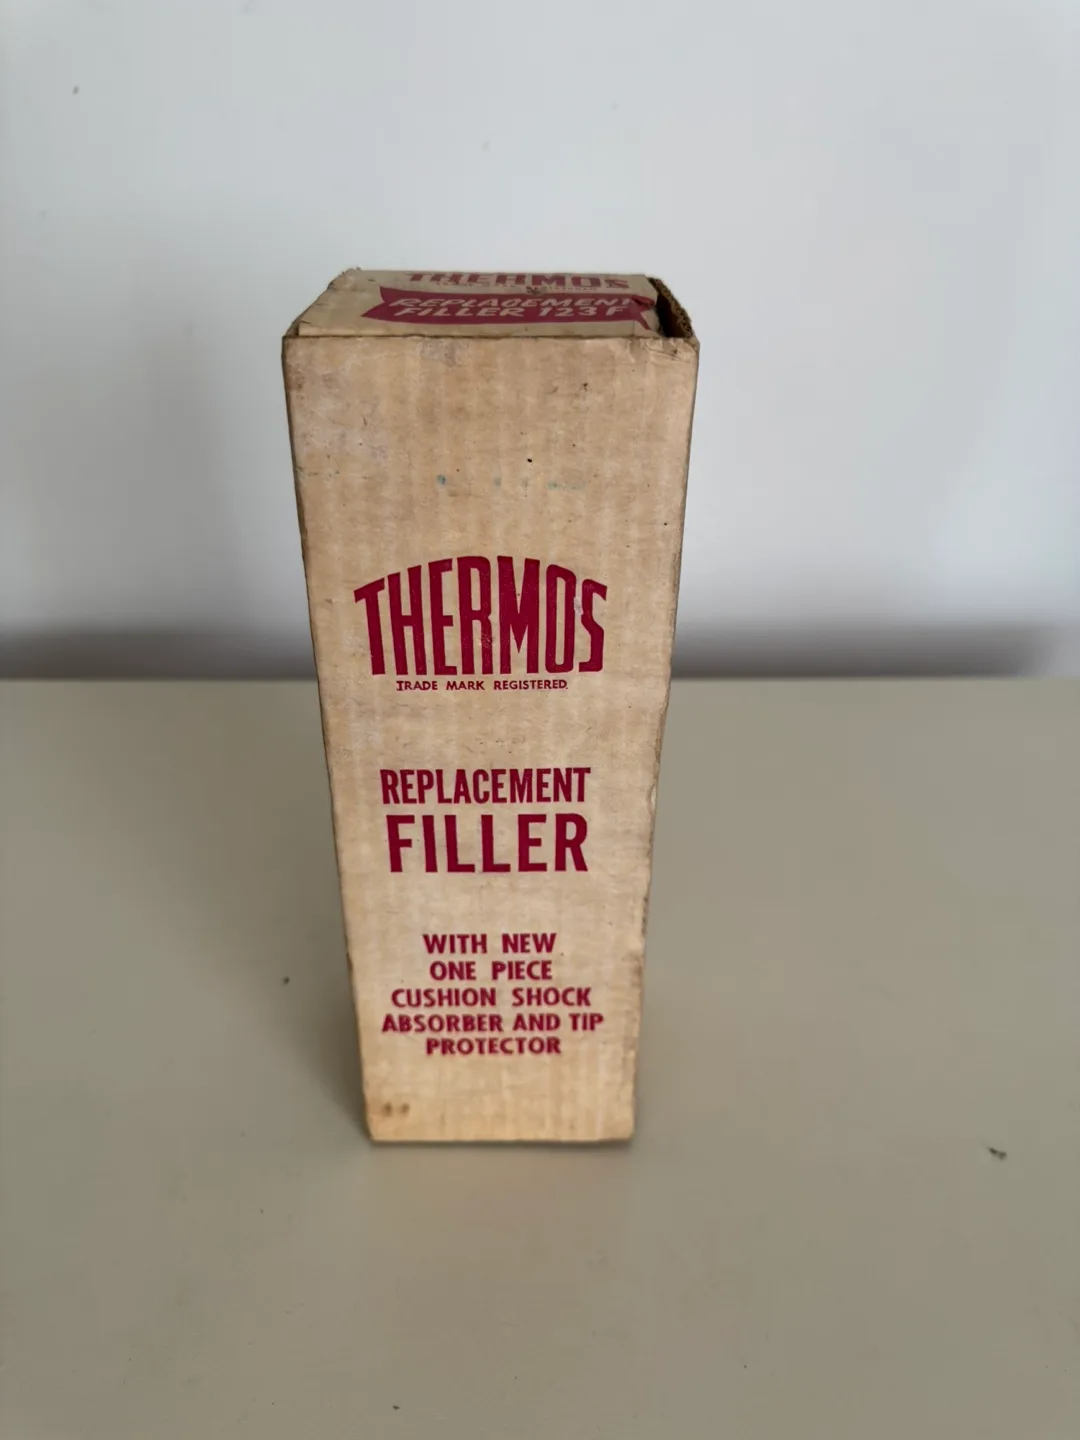 THERMOS
REPLACEMENT
FILLER 123F
THERMOS
TRADE MARK REGISTERED.
REPLACEMENT
FILLER
WITH NEW
ONE PIECE
CUSHION SHOCK
ABSORBER AND TIP
PROTECTOR